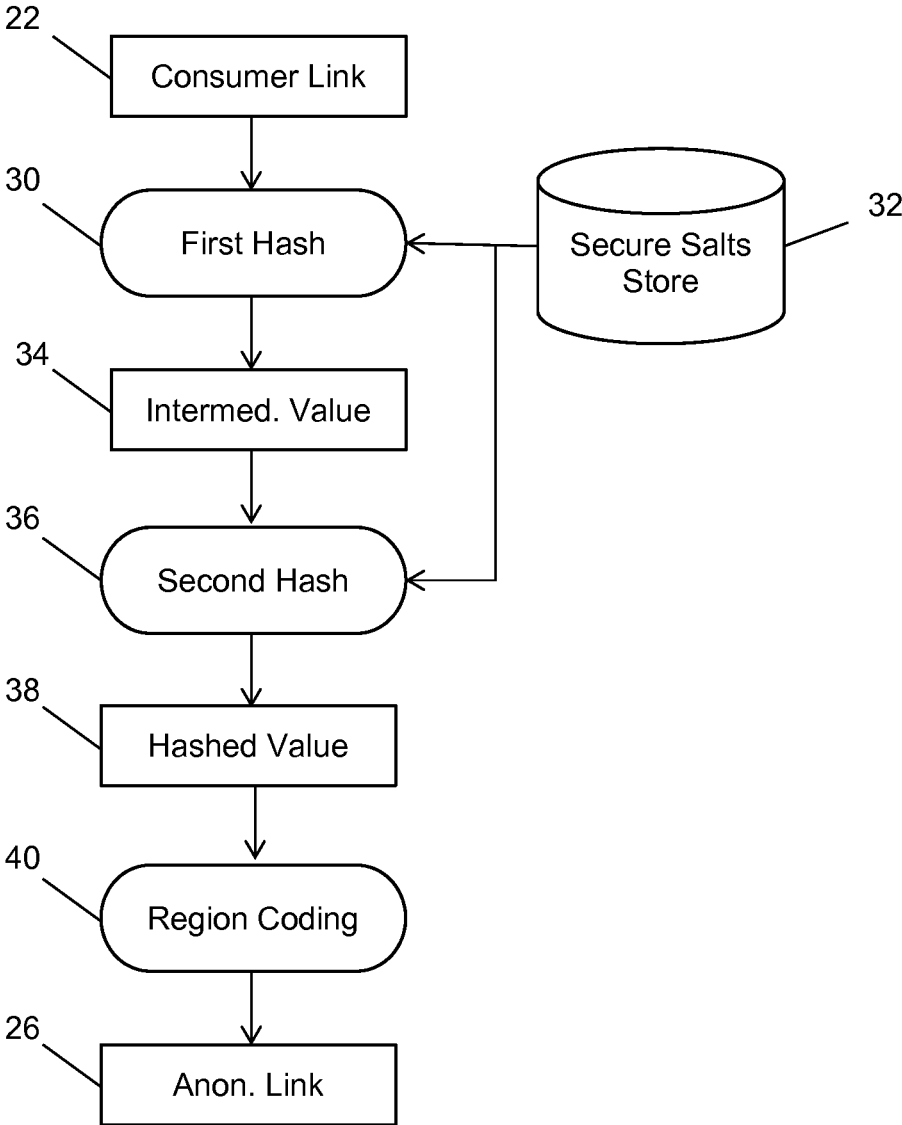 22
Consumer Link
30
First Hash
32
Secure Salts
Store
34
Intermed. Value
36
Second Hash
38
Hashed Value
40
Region Coding
26
Anon. Link